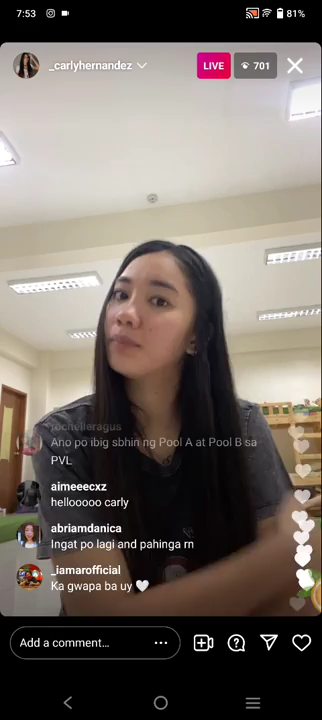 7:53
81%
_carlyhernandez
LIVE
701
jochelleragus
Ano po ibig sbhin ng Pool A at Pool B sa
PVL
aimeeecxz
hellooooo carly
abriamdanica
Ingat po lagi and pahinga rn
_iamarofficial
Ka gwapa ba uy 🤍
Add a comment...